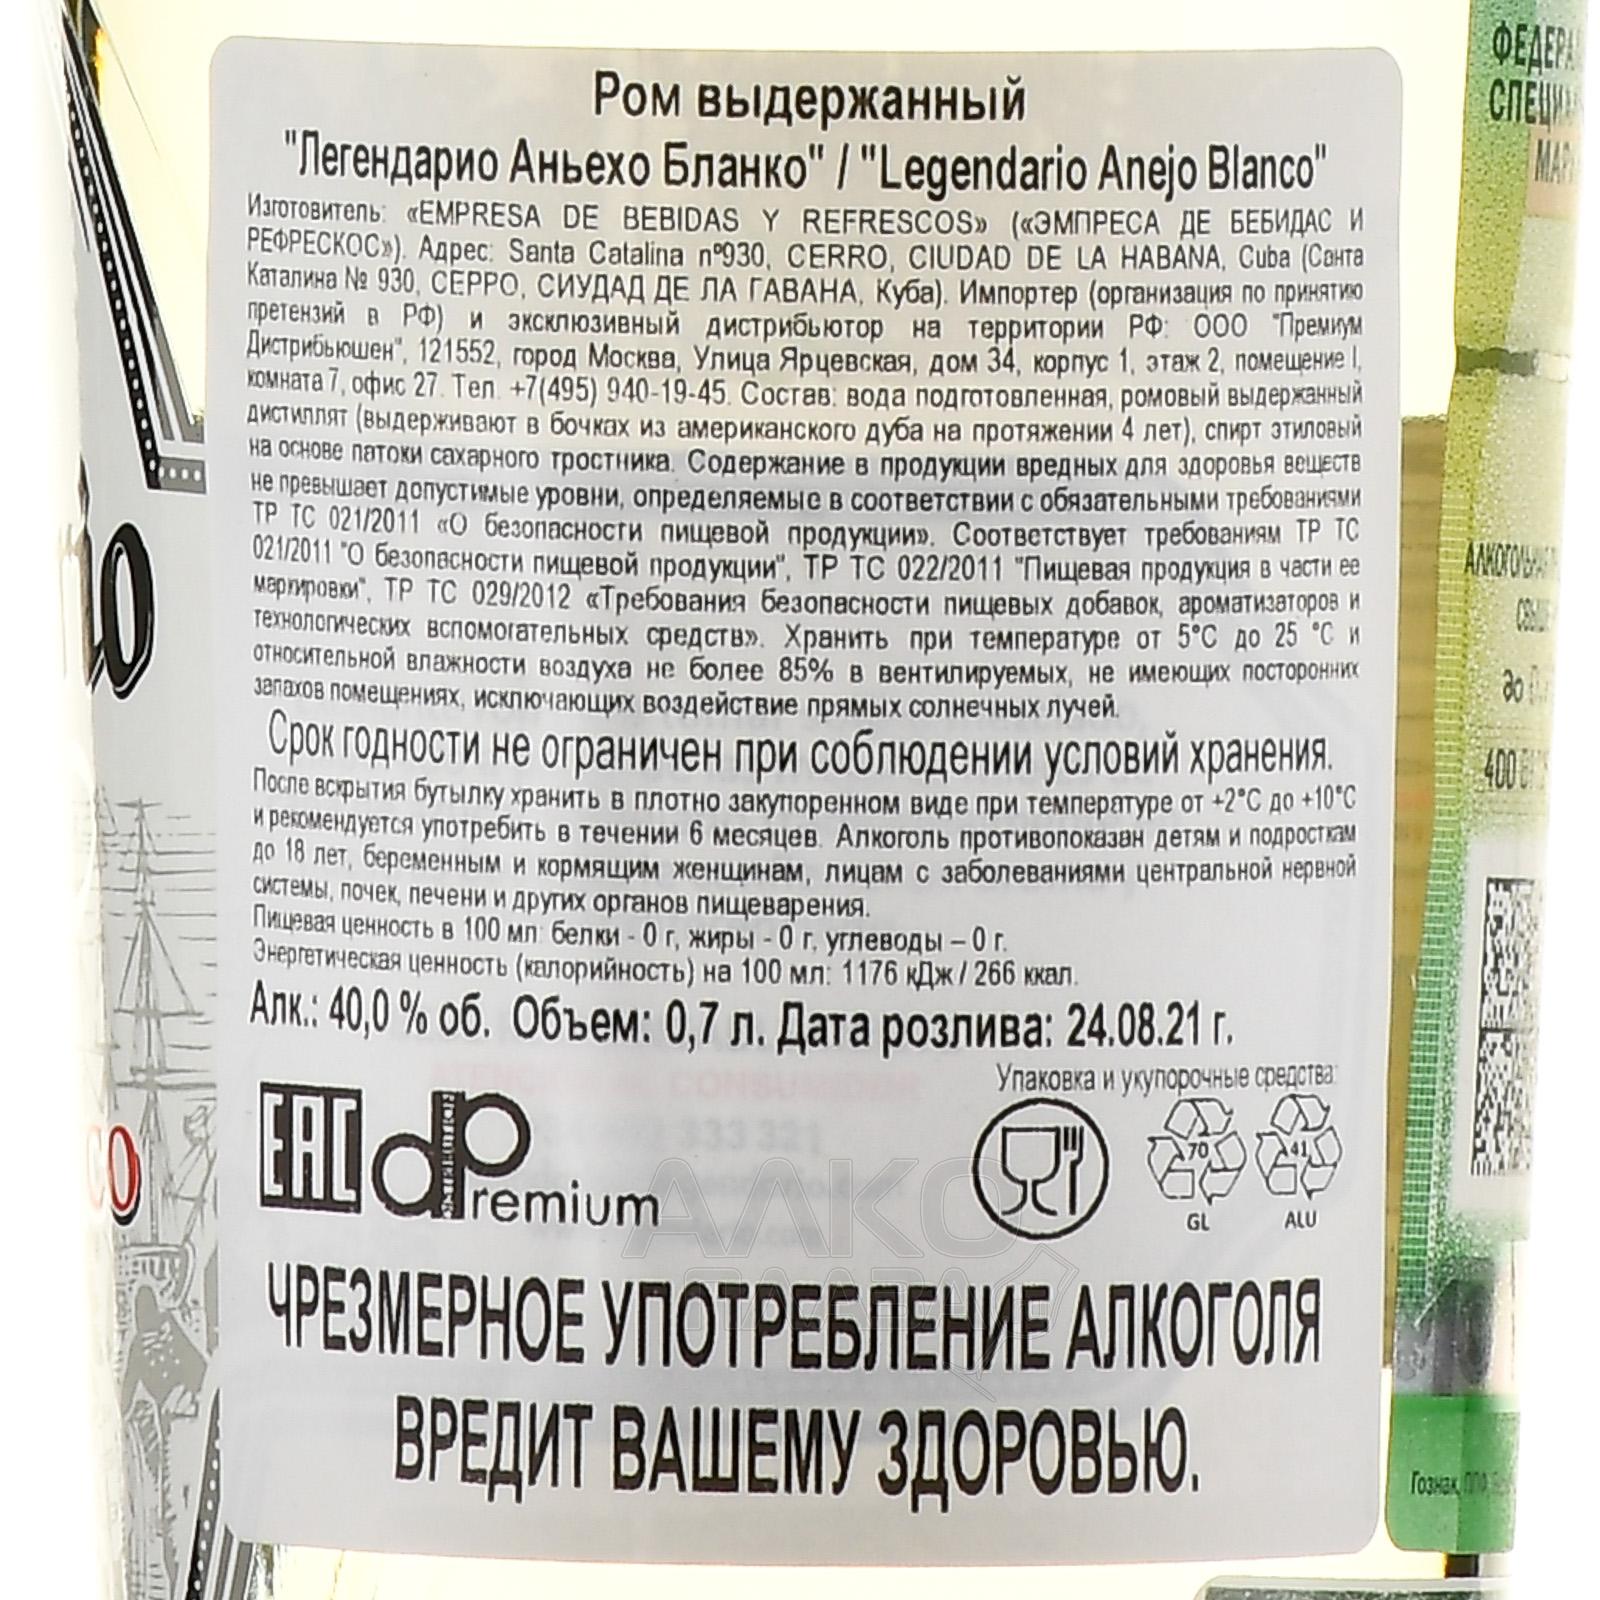 Ром выдержанный
"Легендарио Аньехо Бланко" / "Legendario Anejo Blanco"
Изготовитель: «EMPRESA DE BEBIDAS Y REFRESCOS» («ЭМПРЕСА ДЕ БЕБИДАС И
РЕФРЕСКОС»). Адрес: Santa Catalina nº930, CERRO, CIUDAD DE LA HABANA, Cuba (Санта
Каталина № 930, СЕРРО, СИУДАД ДЕ ЛА ГАВАНА, Куба). Импортер (организация по принятию
претензий в РФ) и эксклюзивный дистрибьютор на территории РФ: ООО "Премиум
Дистрибьюшен", 121552, город Москва, Улица Ярцевская, дом 34, корпус 1, этаж 2, помещение I,
комната 7, офис 27. Тел. +7(495) 940-19-45. Состав: вода подготовленная, ромовый выдержанный
дистиллят (выдерживают в бочках из американского дуба на протяжении 4 лет), спирт этиловый
на основе патоки сахарного тростника. Содержание в продукции вредных для здоровья веществ
не превышает допустимые уровни, определяемые в соответствии с обязательными требованиями
ТР ТС 021/2011 «О безопасности пищевой продукции». Соответствует требованиям ТР ТС
021/2011 "О безопасности пищевой продукции", ТР ТС 022/2011 "Пищевая продукция в части ее
маркировки", ТР ТС 029/2012 «Требования безопасности пищевых добавок, ароматизаторов и
технологических вспомогательных средств». Хранить при температуре от 5°C до 25 °C и
относительной влажности воздуха не более 85% в вентилируемых, не имеющих посторонних
запахов помещениях, исключающих воздействие прямых солнечных лучей.
Срок годности не ограничен при соблюдении условий хранения.
После вскрытия бутылку хранить в плотно закупоренном виде при температуре от +2°C до +10°C
и рекомендуется употребить в течении 6 месяцев. Алкоголь противопоказан детям и подросткам
до 18 лет, беременным и кормящим женщинам, лицам с заболеваниями центральной нервной
системы, почек, печени и других органов пищеварения.
Пищевая ценность в 100 мл: белки - 0 г, жиры - 0 г, углеводы – 0 г.
Энергетическая ценность (калорийность) на 100 мл: 1176 кДж / 266 ккал.
Алк.: 40,0 % об. Объем: 0,7 л. Дата розлива: 24.08.21 г.
Упаковка и укупорочные средства:
EAC
dPremium
70
GL
41
ALU
ЧРЕЗМЕРНОЕ УПОТРЕБЛЕНИЕ АЛКОГОЛЯ
ВРЕДИТ ВАШЕМУ ЗДОРОВЬЮ.
АЛКО
ПЛАЗА
Гознак